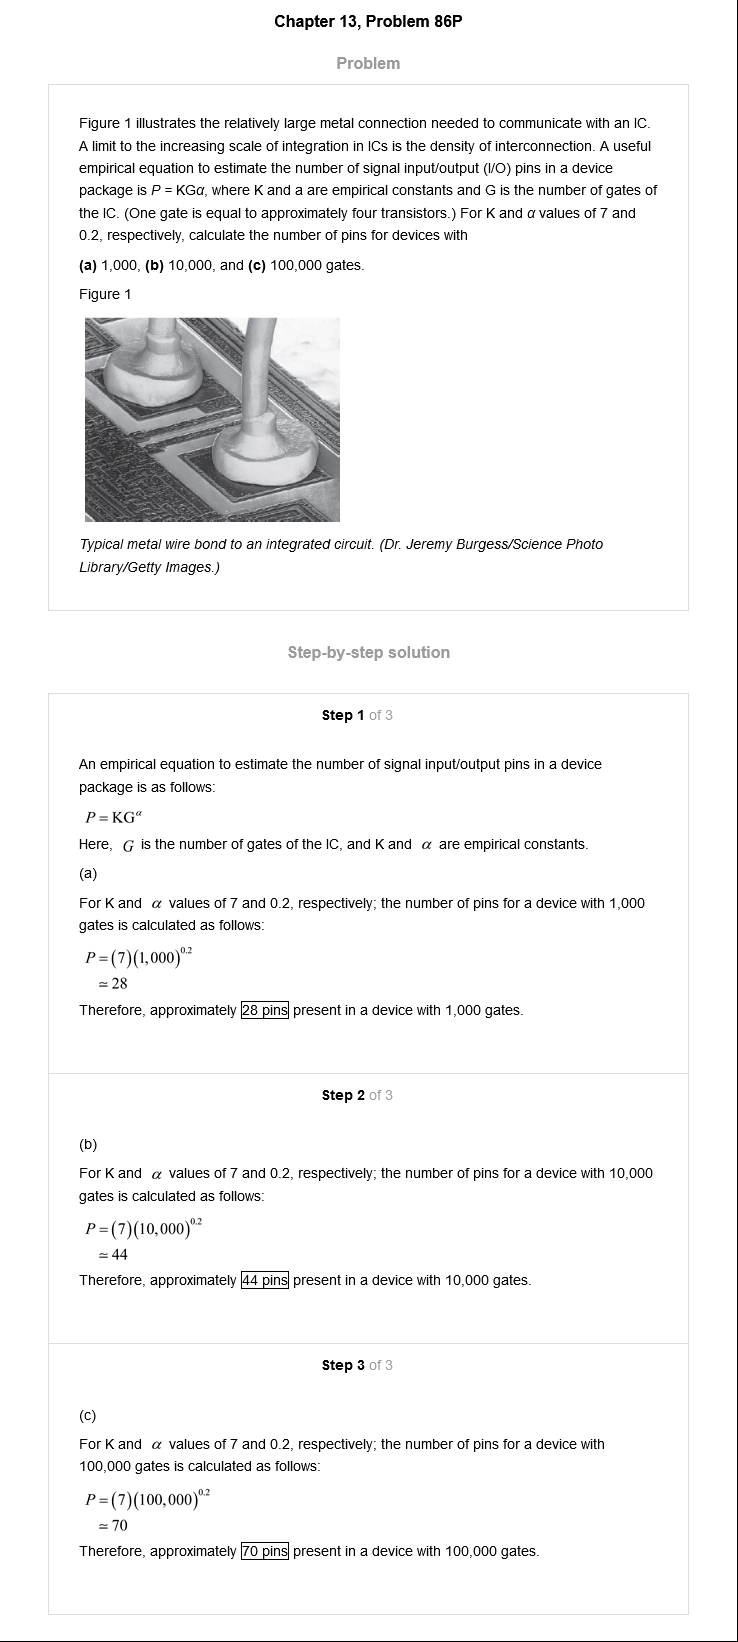 Chapter 13, Problem 86P
Problem
Figure 1 illustrates the relatively large metal connection needed to communicate with an IC.
A limit to the increasing scale of integration in ICs is the density of interconnection. A useful
empirical equation to estimate the number of signal input/output (I/O) pins in a device
package is P = KGα, where K and a are empirical constants and G is the number of gates of
the IC. (One gate is equal to approximately four transistors.) For K and α values of 7 and
0.2, respectively, calculate the number of pins for devices with
(a) 1,000, (b) 10,000, and (c) 100,000 gates.
Figure 1
Typical metal wire bond to an integrated circuit. (Dr. Jeremy Burgess/Science Photo
Library/Getty Images.)
Step-by-step solution
Step 1 of 3
An empirical equation to estimate the number of signal input/output pins in a device
package is as follows:
P = KG^α
Here, G is the number of gates of the IC, and K and α are empirical constants.
(a)
For K and α values of 7 and 0.2, respectively; the number of pins for a device with 1,000
gates is calculated as follows:
P = (7)(1,000)^0.2
≃ 28
Therefore, approximately 28 pins present in a device with 1,000 gates.
Step 2 of 3
(b)
For K and α values of 7 and 0.2, respectively; the number of pins for a device with 10,000
gates is calculated as follows:
P = (7)(10,000)^0.2
≃ 44
Therefore, approximately 44 pins present in a device with 10,000 gates.
Step 3 of 3
(c)
For K and α values of 7 and 0.2, respectively; the number of pins for a device with
100,000 gates is calculated as follows:
P = (7)(100,000)^0.2
≃ 70
Therefore, approximately 70 pins present in a device with 100,000 gates.